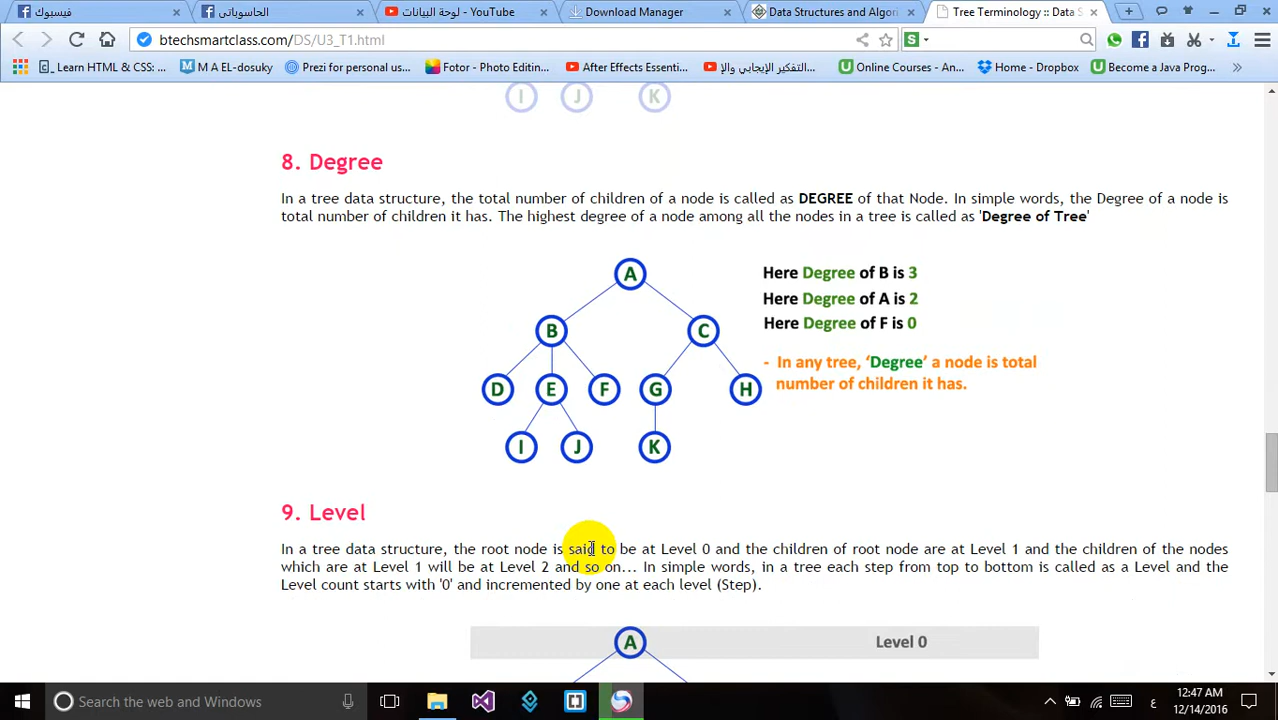 فيسبوك
الحاسوباتى
لوحة البيانات - YouTube
Download Manager
Data Structures and Algori
Tree Terminology :: Data S
btechsmartclass.com/DS/U3_T1.html
S
Learn HTML & CSS:...
M A EL-dosuky
Prezi for personal us...
Fotor - Photo Editin...
After Effects Essenti...
التفكير الإيجابي والإ...
Online Courses - An...
Home - Dropbox
Become a Java Prog...
I J K
8. Degree
In a tree data structure, the total number of children of a node is called as DEGREE of that Node. In simple words, the Degree of a node is
total number of children it has. The highest degree of a node among all the nodes in a tree is called as 'Degree of Tree'
A
B C
D E F G H
I J K
Here Degree of B is 3
Here Degree of A is 2
Here Degree of F is 0
- In any tree, ‘Degree’ a node is total
number of children it has.
9. Level
In a tree data structure, the root node is said to be at Level 0 and the children of root node are at Level 1 and the children of the nodes
which are at Level 1 will be at Level 2 and so on... In simple words, in a tree each step from top to bottom is called as a Level and the
Level count starts with '0' and incremented by one at each level (Step).
A Level 0
Search the web and Windows
ع
12:47 AM
12/14/2016